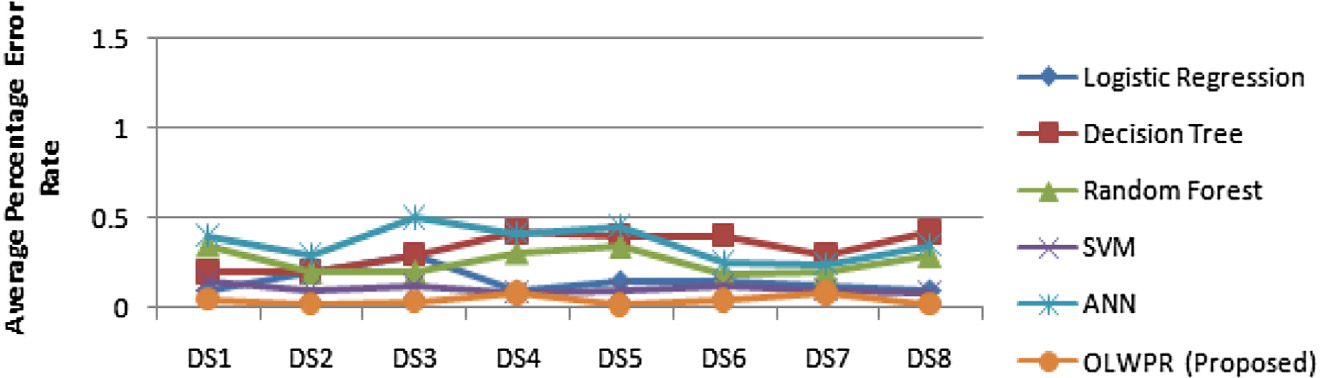 Average Percentage Error
Rate
1.5
1
0.5
0
DS1 DS2 DS3 DS4 DS5 DS6 DS7 DS8
Logistic Regression
Decision Tree
Random Forest
SVM
ANN
OLWPR (Proposed)